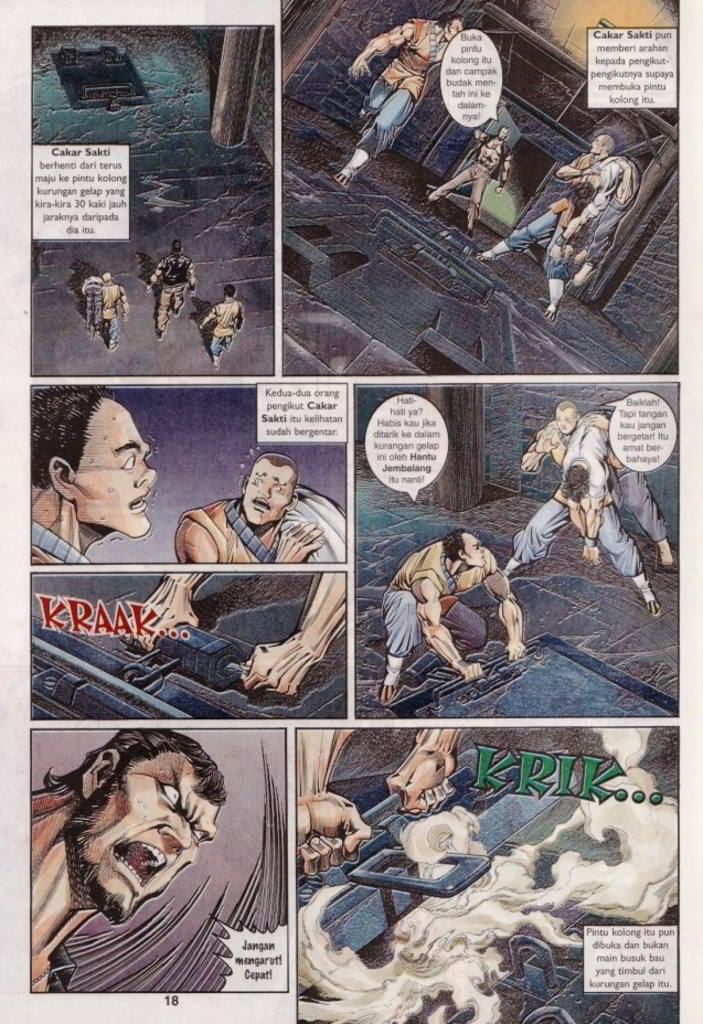 Cakar Sakti
berhenti dari terus
maju ke pintu kolong
kurungan gelap yang
kira-kira 30 kaki jauh
jaraknya daripada
dia itu.
Buka
pintu
kolong itu
dan campak
budak men-
tah ini ke
dalam-
nya!
Cakar Sakti pun
memberi arahan
kepada pengikut-
pengikutnya supaya
membuka pintu
kolong itu.
Kedua-dua orang
pengikut Cakar
Sakti itu kelihatan
sudah bergentar.
Hati-
hati ya?
Habis kau jika
ditarik ke dalam
kurangan gelap
ini oleh Hantu
Jembalang
itu nanti!
Baiklah!
Tapi tangan
kau jangan
bergetar! Itu
amat ber-
bahaya!
KRAAK...
Jangan
mengarut!
Cepat!
KRIK...
Pintu kolong itu pun
dibuka dan bukan
main busuk bau
yang timbul dari
kurungan gelap itu.
18